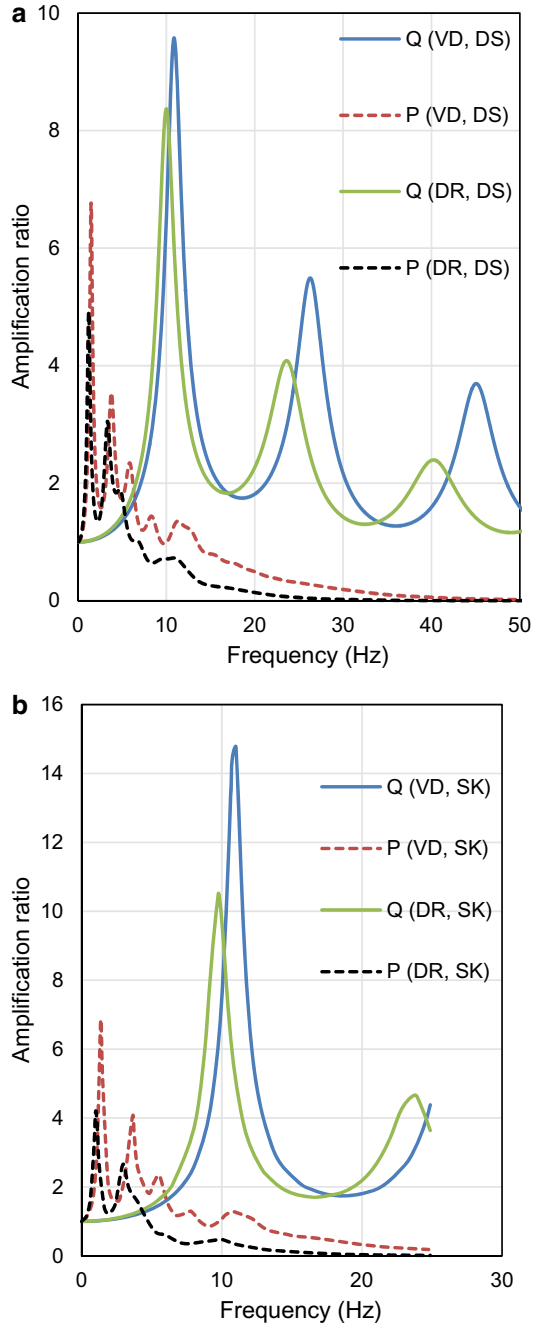 a
10
8
6
4
2
0
Amplification ratio
Q (VD, DS)
P (VD, DS)
Q (DR, DS)
P (DR, DS)
0 10 20 30 40 50
Frequency (Hz)
b
16
14
12
10
8
6
4
2
0
Amplification ratio
Q (VD, SK)
P (VD, SK)
Q (DR, SK)
P (DR, SK)
0 10 20 30
Frequency (Hz)